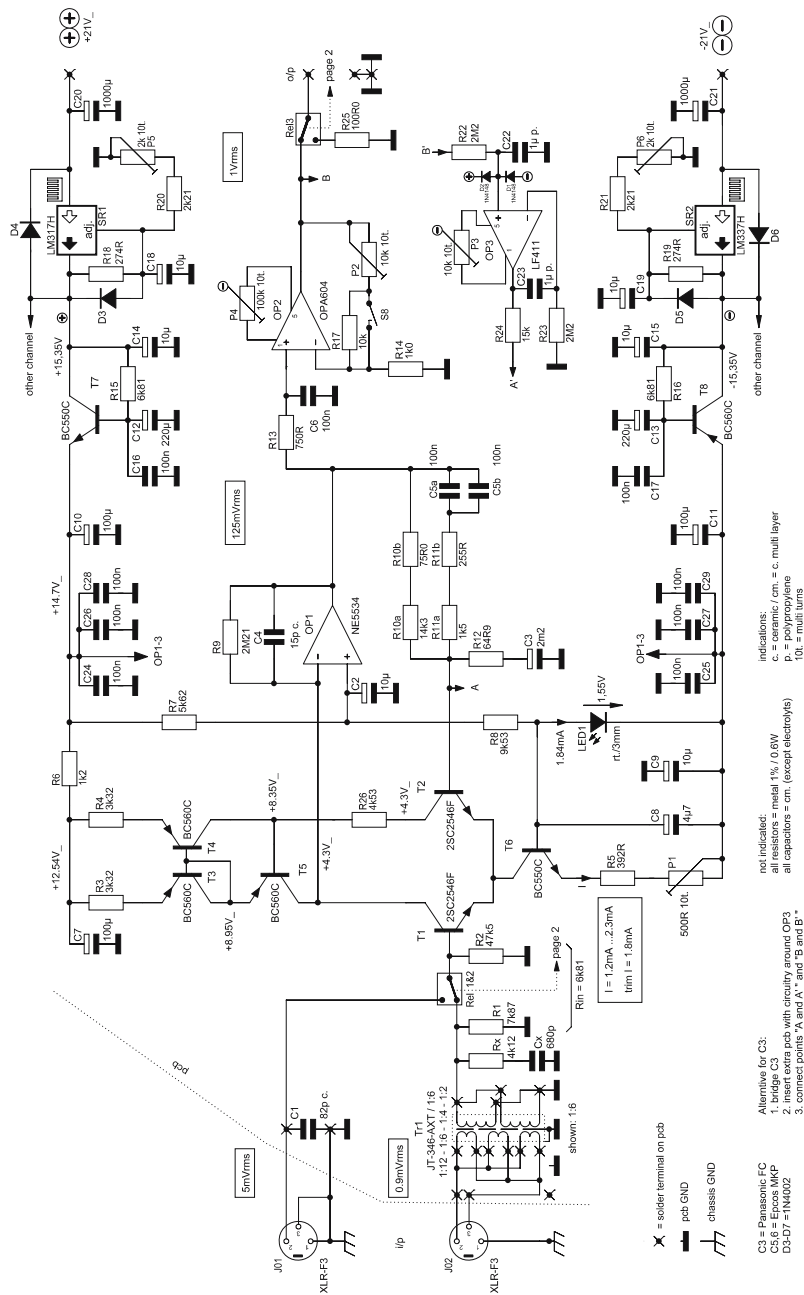 +21V_
C20
1000µ
2k 10t.
P5
R20
2k21
D4
LM317H
adj.
SR1
R18
274R
C18
10µ
D3
other channel
+15,35V
T7
BC550C
R15
6k81
C14
10µ
C12
220µ
C16
100n
C10
100µ
+14.7V_
C28
100n
C26
100n
C24
100n
OP1-3
R6
1k2
+12.54V_
R4
3k32
R3
3k32
C7
100µ
BC560C
T4
BC560C
T3
+8.35V_
+8.95V_
BC560C
T5
R26
4k53
+4.3V_
+4.3V_
R7
5k62
pcb
1Vrms
o/p
page 2
Rel3
R25
100R0
B
P4
100k 10t.
OP2
5
1
OPA604
P2
10k 10t.
R17
10k
S8
R14
1k0
R13
750R
C6
100n
125mVrms
R9
2M21
C4
15p c.
OP1
NE5534
C2
10µ
R10b
75R0
R10a
14k3
C5a
100n
C5b
100n
R11b
255R
R11a
1k5
R12
64R9
C3
2m2
A
B'
R22
2M2
C22
1µ p.
D2
1N4148
D1
1N4148
10k 10t.
P3
OP3
5
1
LF411
C23
1µ p.
R24
15k
R23
2M2
A'
T2
2SC2546F
T1
2SC2546F
T6
BC550C
R8
9k53
1.84mA
LED1
1,55V
rt./3mm
C9
10µ
C8
4µ7
I
R5
392R
P1
500R 10t.
I = 1.2mA ...2.3mA
trim I = 1.8mA
R2
47k5
Rel 1&2
page 2
R1
7k87
Rin = 6k81
Rx
4k12
Cx
680p
5mVrms
C1
82p c.
J01
XLR-F3
1
2
3
i/p
0.9mVrms
Tr1
JT-346-AXT / 1:6
1:12 - 1:6 - 1:4 - 1:2
shown: 1:6
J02
XLR-F3
1
2
3
-21V_
C21
1000µ
2k 10t.
P6
R21
2k21
SR2
LM337H
adj.
D6
R19
274R
C19
10µ
D5
other channel
-15,35V
T8
BC560C
C15
10µ
6k81
R16
C13
220µ
C17
100n
C11
100µ
C29
100n
C27
100n
C25
100n
OP1-3
= solder terminal on pcb
pcb GND
chassis GND
C3 = Panasonic FC
C5,6 = Epcos MKP
D3-D7 =1N4002
Alterntive for C3:
1. bridge C3
2. insert extra pcb with circuitry around OP3
3. connect points "A and A' " and "B and B' "
not indicated:
all resistors = metal 1% / 0.6W
all capacitors = cm. (except electrolyts)
indications:
c. = ceramic / cm. = c. multi layer
p. = polypropylene
10t. = multi turns